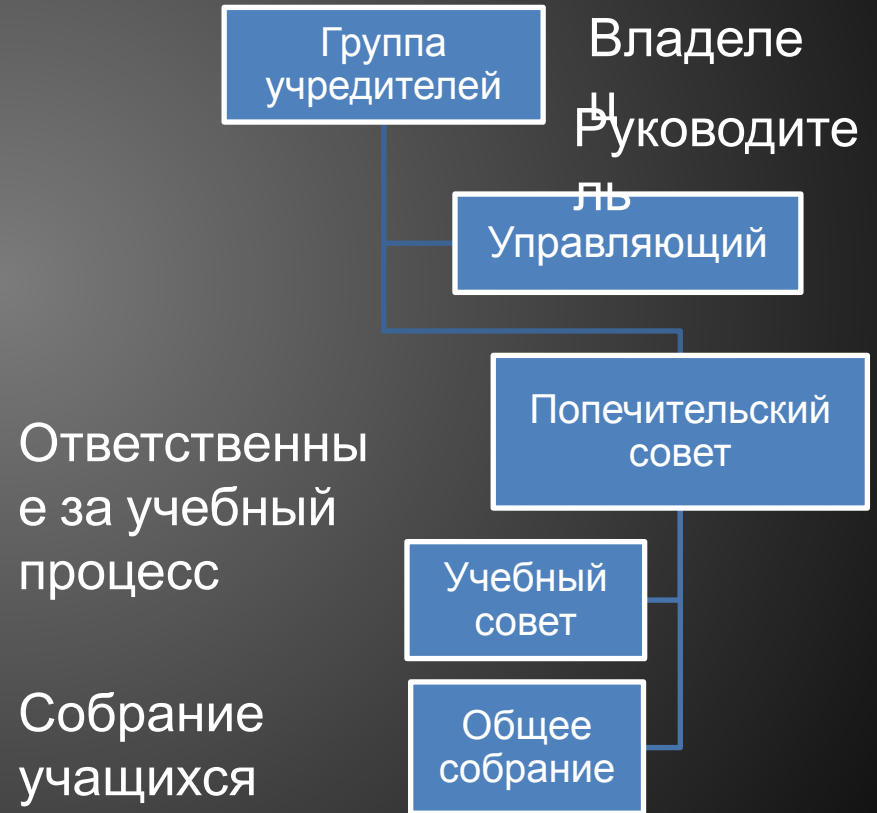 Группа
учредителей
Владеле
ц
Руководите
ль
Управляющий
Попечительский
совет
Ответственны
е за учебный
процесс
Учебный
совет
Собрание
учащихся
Общее
собрание